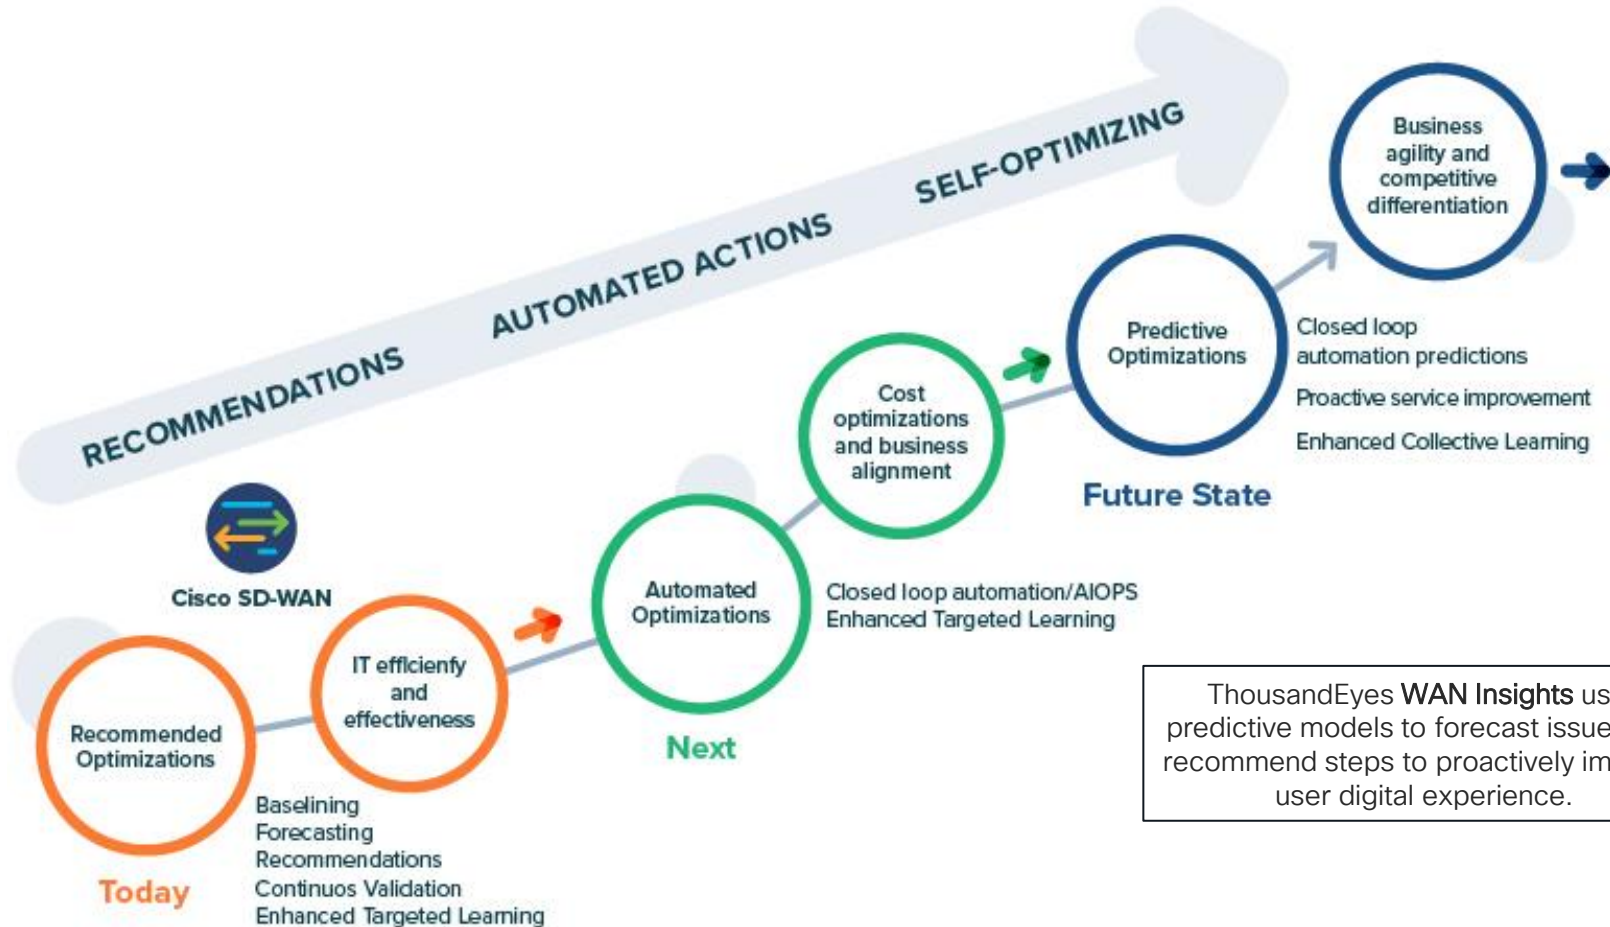 RECOMMENDATIONS
AUTOMATED ACTIONS
SELF-OPTIMIZING
Cisco SD-WAN
Recommended
Optimizations
Today
IT efficienfy
and
effectiveness
Baselining
Forecasting
Recommendations
Continuos Validation
Enhanced Targeted Learning
Automated
Optimizations
Next
Cost
optimizations
and business
alignment
Closed loop automation/AIOPS
Enhanced Targeted Learning
Predictive
Optimizations
Future State
Business
agility and
competitive
differentiation
Closed loop
automation predictions
Proactive service improvement
Enhanced Collective Learning
ThousandEyes WAN Insights
predictive models to forecast
recommend steps to proactively
user digital experience.